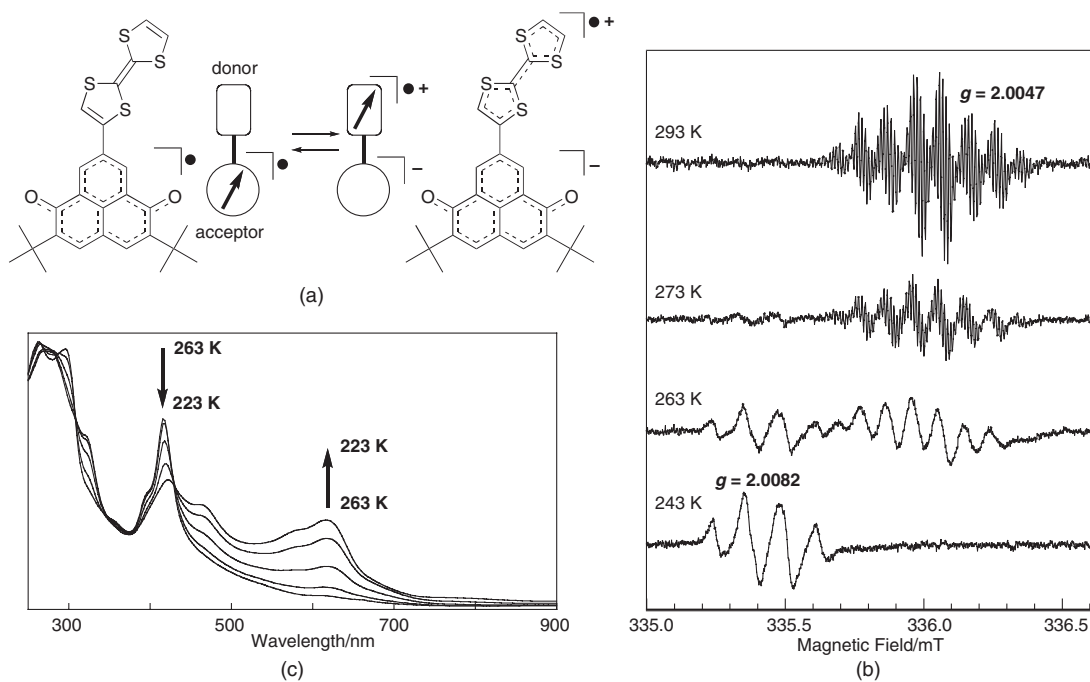 S
S
S
S
O
O
●
donor
acceptor
●
● +
−
S
S
S
S
● +
−
O
O
(a)
293 K
g = 2.0047
273 K
263 K
g = 2.0082
243 K
335.0
335.5
336.0
336.5
Magnetic Field/mT
(b)
263 K
223 K
223 K
263 K
300
500
700
900
Wavelength/nm
(c)